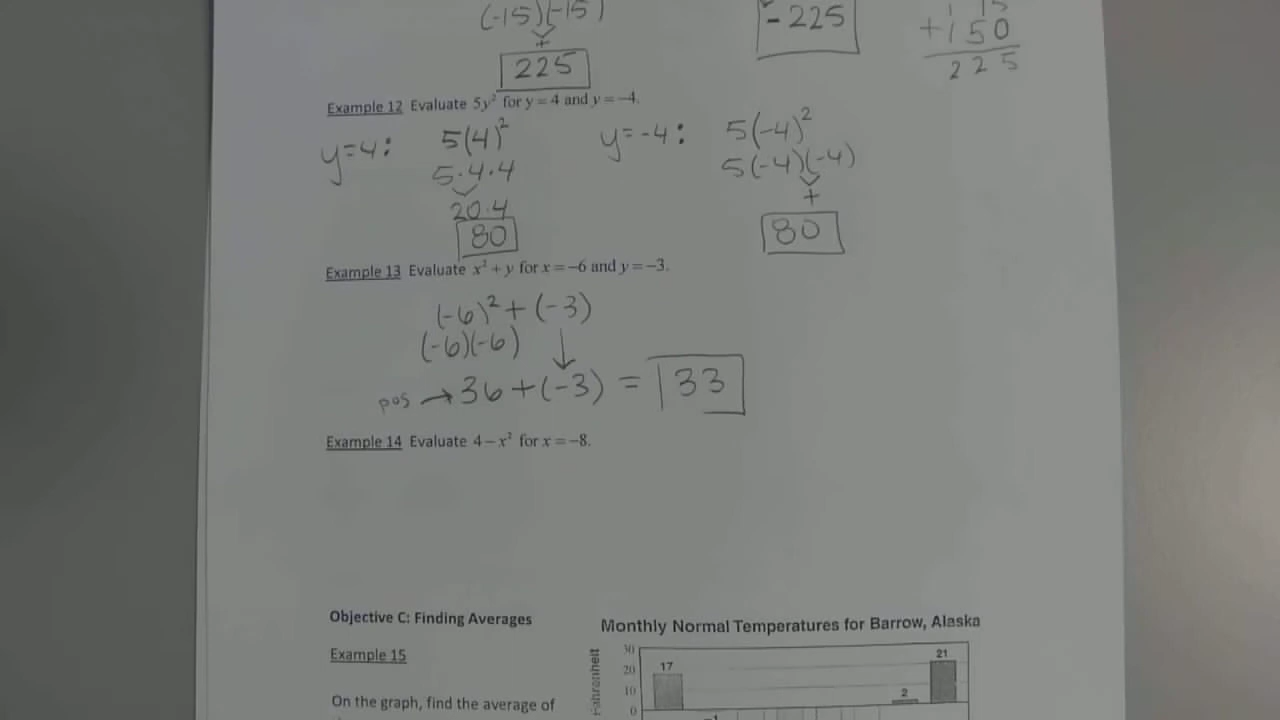 (-15)(-15)
+
225
- 225
15
+150
225
Example 12 Evaluate 5y² for y = 4 and y = −4.
y=4:
5(4)²
5·4·4
20·4
80
y=-4:
5(-4)²
5(-4)(-4)
+
80
Example 13 Evaluate x² + y for x = −6 and y = −3.
(-6)² + (-3)
(-6)(-6)
pos → 36 + (-3) = 33
Example 14 Evaluate 4 − x² for x = −8.
Objective C: Finding Averages
Example 15
On the graph, find the average of
Monthly Normal Temperatures for Barrow, Alaska
Fahrenheit
30
20
10
0
17
2
21